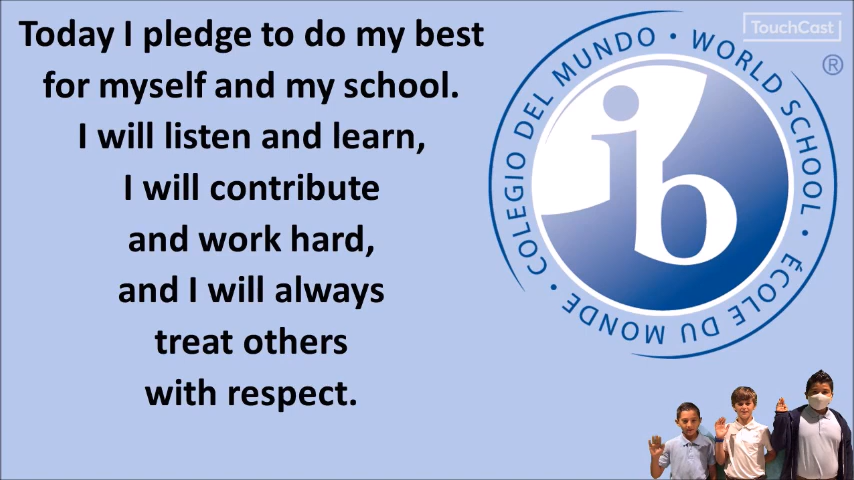 Today I pledge to do my best
for myself and my school.
I will listen and learn,
I will contribute
and work hard,
and I will always
treat others
with respect.
TouchCast
®
COLEGIO DEL MUNDO • WORLD SCHOOL • ÉCOLE DU MONDE •
ib